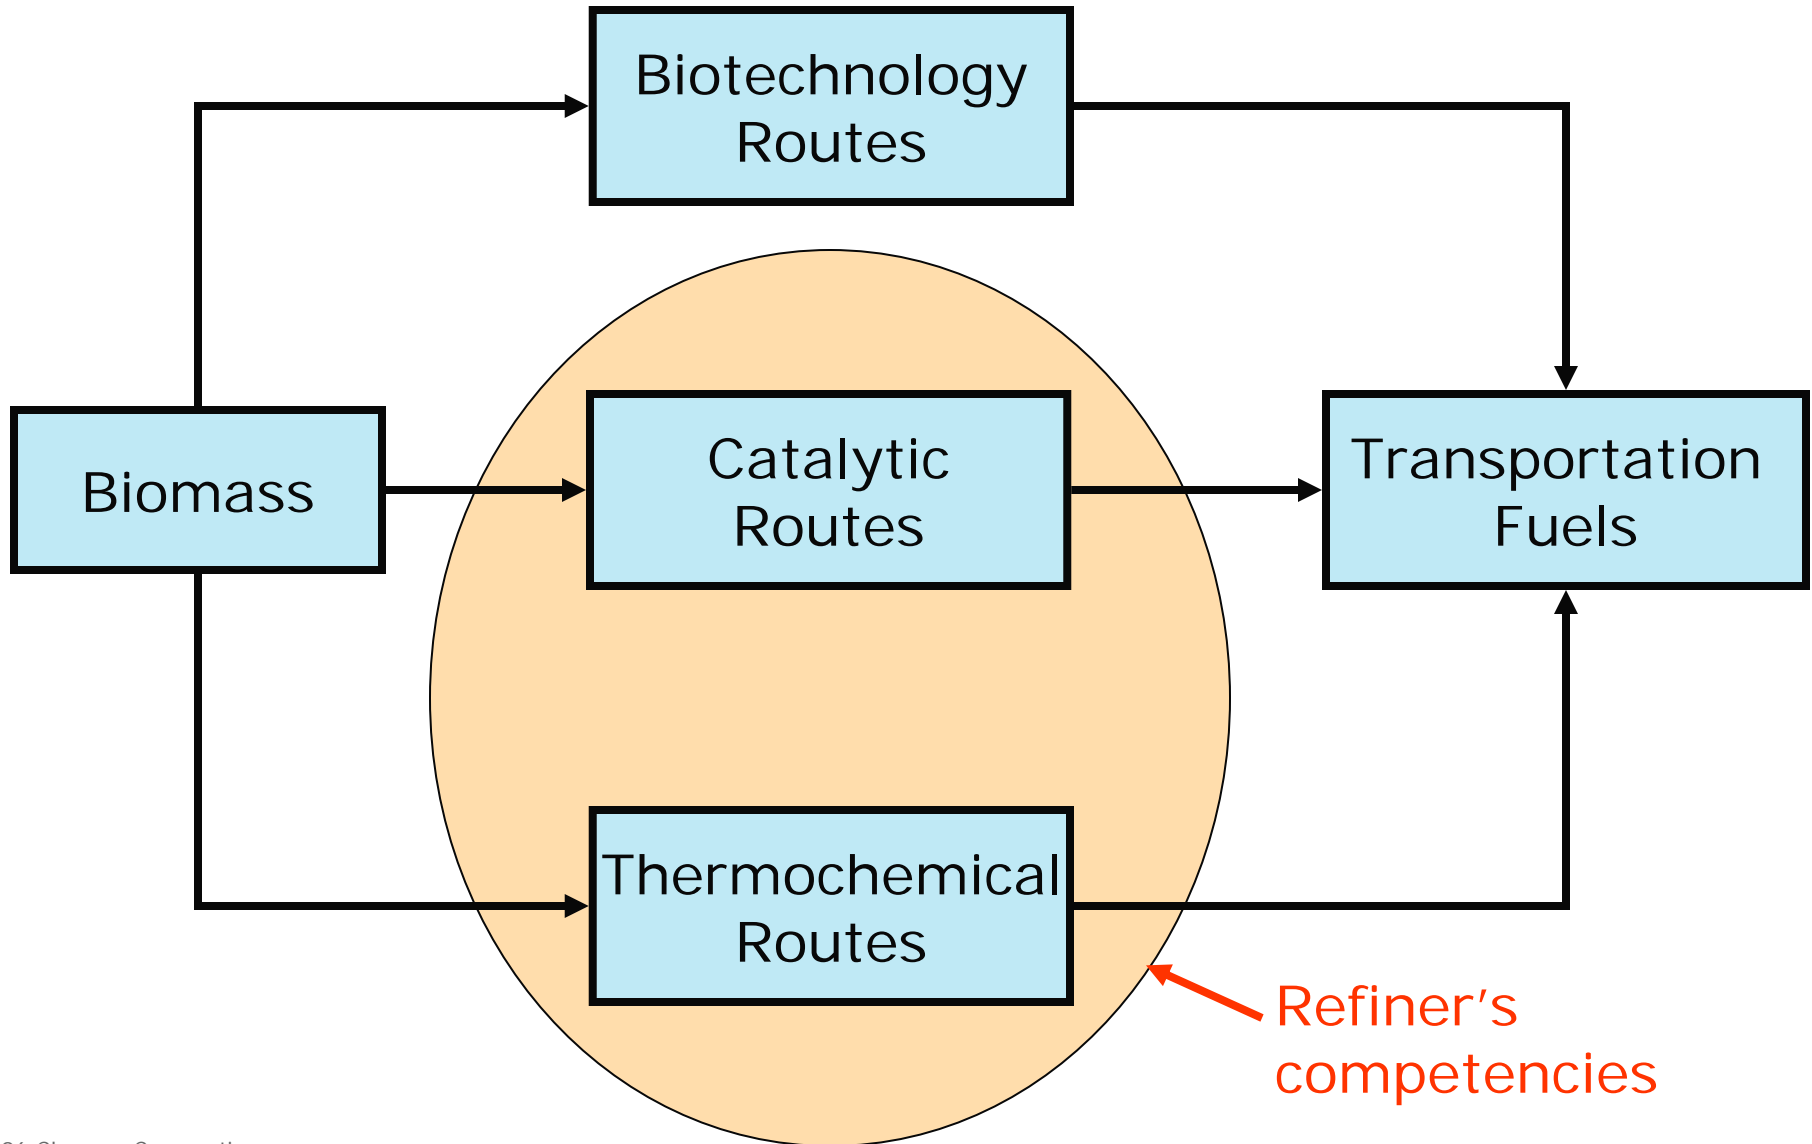 Biotechnology
Routes
Biomass
Catalytic
Routes
Transportation
Fuels
Thermochemical
Routes
Refiner's
competencies